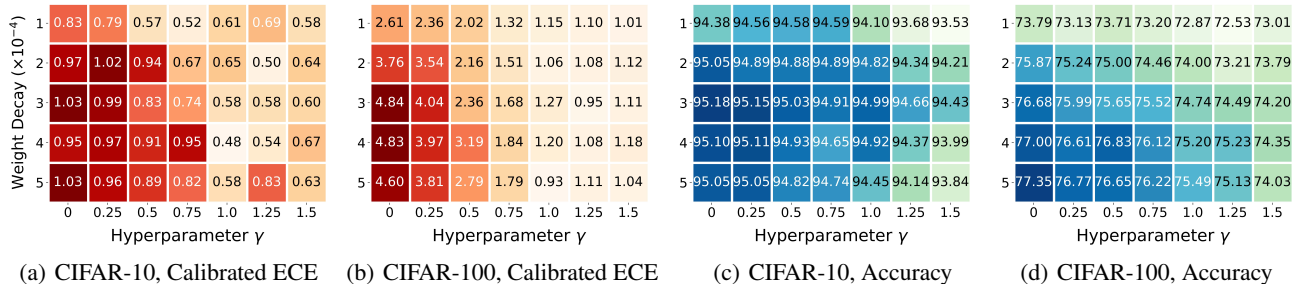 Weight Decay (×10⁻⁴)
1 0.83 0.79 0.57 0.52 0.61 0.69 0.58
2 0.97 1.02 0.94 0.67 0.65 0.50 0.64
3 1.03 0.99 0.83 0.74 0.58 0.58 0.60
4 0.95 0.97 0.91 0.95 0.48 0.54 0.67
5 1.03 0.96 0.89 0.82 0.58 0.83 0.63
0 0.25 0.5 0.75 1.0 1.25 1.5
Hyperparameter γ
(a) CIFAR-10, Calibrated ECE
1 2.61 2.36 2.02 1.32 1.15 1.10 1.01
2 3.76 3.54 2.16 1.51 1.06 1.08 1.12
3 4.84 4.04 2.36 1.68 1.27 0.95 1.11
4 4.83 3.97 3.19 1.84 1.20 1.08 1.18
5 4.60 3.81 2.79 1.79 0.93 1.11 1.04
0 0.25 0.5 0.75 1.0 1.25 1.5
Hyperparameter γ
(b) CIFAR-100, Calibrated ECE
1 94.38 94.56 94.58 94.59 94.10 93.68 93.53
2 95.05 94.89 94.88 94.89 94.82 94.34 94.21
3 95.18 95.15 95.03 94.91 94.99 94.66 94.43
4 95.10 95.11 94.93 94.65 94.92 94.37 93.99
5 95.05 95.05 94.82 94.74 94.45 94.14 93.84
0 0.25 0.5 0.75 1.0 1.25 1.5
Hyperparameter γ
(c) CIFAR-10, Accuracy
1 73.79 73.13 73.71 73.20 72.87 72.53 73.01
2 75.87 75.24 75.00 74.46 74.00 73.21 73.79
3 76.68 75.99 75.65 75.52 74.74 74.49 74.20
4 77.00 76.61 76.83 76.12 75.20 75.23 74.35
5 77.35 76.77 76.65 76.22 75.49 75.13 74.03
0 0.25 0.5 0.75 1.0 1.25 1.5
Hyperparameter γ
(d) CIFAR-100, Accuracy